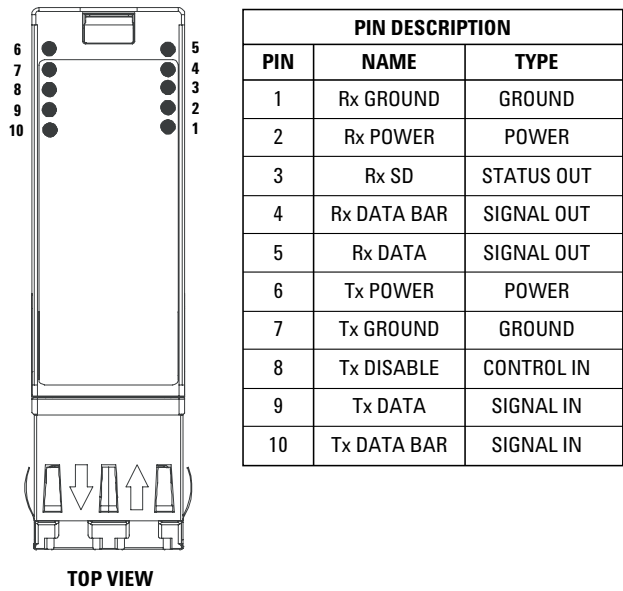 6 5
7 4
8 3
9 2
10 1
TOP VIEW
PIN DESCRIPTION
PIN NAME TYPE
1 Rx GROUND GROUND
2 Rx POWER POWER
3 Rx SD STATUS OUT
4 Rx DATA BAR SIGNAL OUT
5 Rx DATA SIGNAL OUT
6 Tx POWER POWER
7 Tx GROUND GROUND
8 Tx DISABLE CONTROL IN
9 Tx DATA SIGNAL IN
10 Tx DATA BAR SIGNAL IN